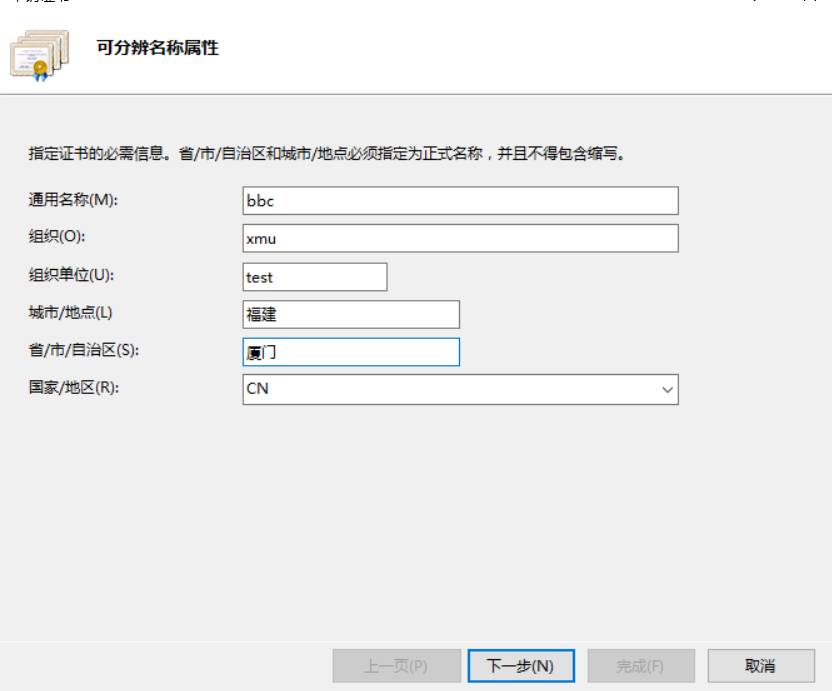 可分辨名称属性
指定证书的必需信息。省/市/自治区和城市/地点必须指定为正式名称，并且不得包含缩写。
通用名称(M): bbc
组织(O): xmu
组织单位(U): test
城市/地点(L) 福建
省/市/自治区(S): 厦门
国家/地区(R): CN
上一页(P) 下一步(N) 完成(F) 取消